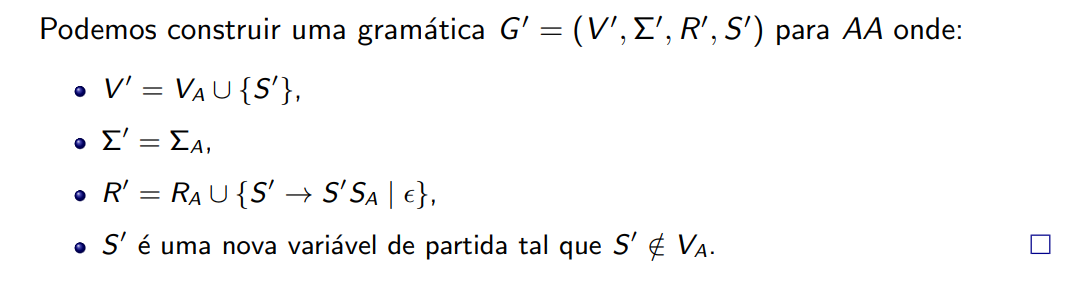 Podemos construir uma gramática G′ = (V′, Σ′, R′, S′) para AA onde:
• V′ = V_A ∪ {S′},
• Σ′ = Σ_A,
• R′ = R_A ∪ {S′ → S′S_A | ϵ},
• S′ é uma nova variável de partida tal que S′ ∉ V_A. □